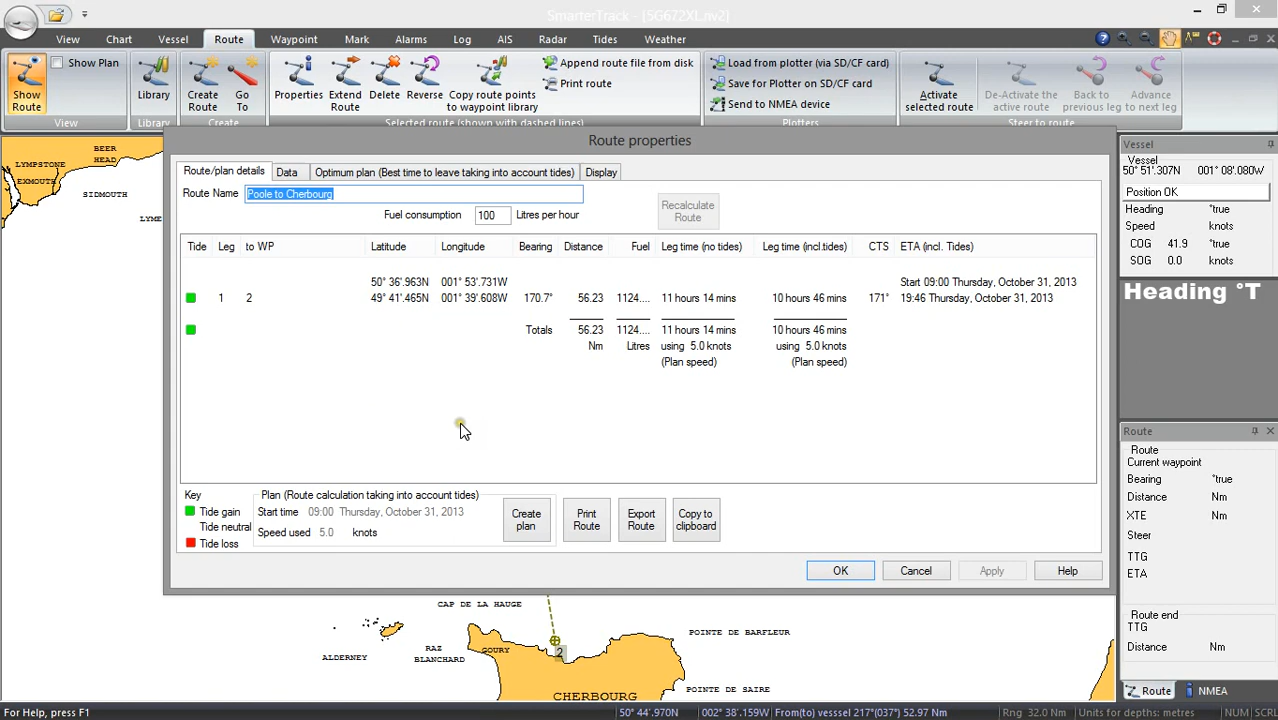 SmarterTrack - [5G672XL.nv2]
View Chart Vessel Route Waypoint Mark Alarms Log AIS Radar Tides Weather
Show Route
Show Plan
View
Library
Library
Create Route
Go To
Create
Properties
Extend Route
Delete
Reverse
Copy route points to waypoint library
Append route file from disk
Print route
Selected route (shown with dashed lines)
Load from plotter (via SD/CF card)
Save for Plotter on SD/CF card
Send to NMEA device
Plotters
Activate selected route
De-Activate the active route
Back to previous leg
Advance to next leg
Steer to route
BEER HEAD
LYMPSTONE
EXMOUTH
SIDMOUTH
LYME
Route properties
Route/plan details Data Optimum plan (Best time to leave taking into account tides) Display
Route Name Poole to Cherbourg
Fuel consumption 100 Litres per hour
Recalculate Route
Tide Leg to WP Latitude Longitude Bearing Distance Fuel Leg time (no tides) Leg time (incl.tides) CTS ETA (incl. Tides)
50° 36'.963N 001° 53'.731W Start 09:00 Thursday, October 31, 2013
1 2 49° 41'.465N 001° 39'.608W 170.7° 56.23 1124.... 11 hours 14 mins 10 hours 46 mins 171° 19:46 Thursday, October 31, 2013
Totals 56.23 1124.... 11 hours 14 mins 10 hours 46 mins
Nm Litres using 5.0 knots using 5.0 knots
(Plan speed) (Plan speed)
Key
Tide gain
Tide neutral
Tide loss
Plan (Route calculation taking into account tides)
Start time 09:00 Thursday, October 31, 2013
Speed used 5.0 knots
Create plan
Print Route
Export Route
Copy to clipboard
OK Cancel Apply Help
Vessel
Vessel
50° 51'.307N 001° 08'.080W
Position OK
Heading °true
Speed knots
COG 41.9 °true
SOG 0.0 knots
Heading °T
Route
Route
Current waypoint
Bearing °true
Distance Nm
XTE Nm
Steer
TTG
ETA
Route end
TTG
Distance Nm
Route NMEA
CAP DE LA HAUGE
POINTE DE BARFLEUR
2
ALDERNEY
RAZ BLANCHARD
GOURY
POINTE DE SAIRE
CHERBOURG
For Help, press F1
50° 44'.970N 002° 38'.159W From(to) vesssel 217°(037°) 52.97 Nm Rng 32.0 Nm Units for depths: metres NUM SCRL